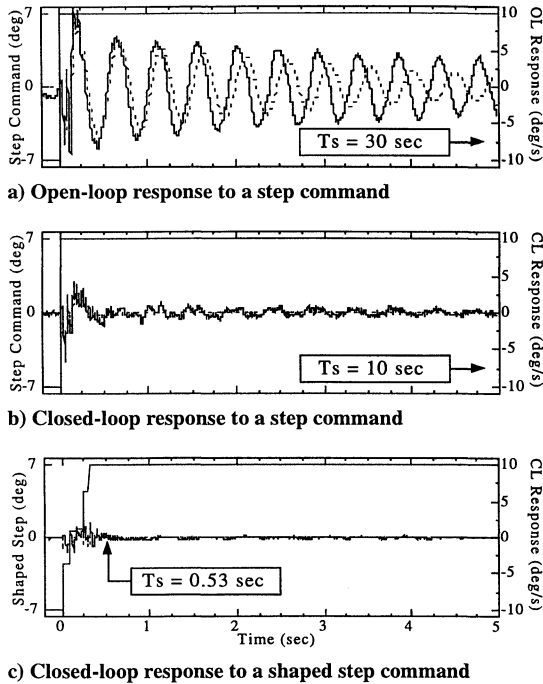 Step Command (deg)
7
0
-7
10
5
0
-5
-10
OL Response (deg/s)
Ts = 30 sec
a) Open-loop response to a step command
Step Command (deg)
7
0
-7
10
5
0
-5
-10
CL Response (deg/s)
Ts = 10 sec
b) Closed-loop response to a step command
Shaped Step (deg)
7
0
-7
10
5
0
-5
-10
CL Response (deg/s)
Ts = 0.53 sec
0 1 2 3 4 5
Time (sec)
c) Closed-loop response to a shaped step command